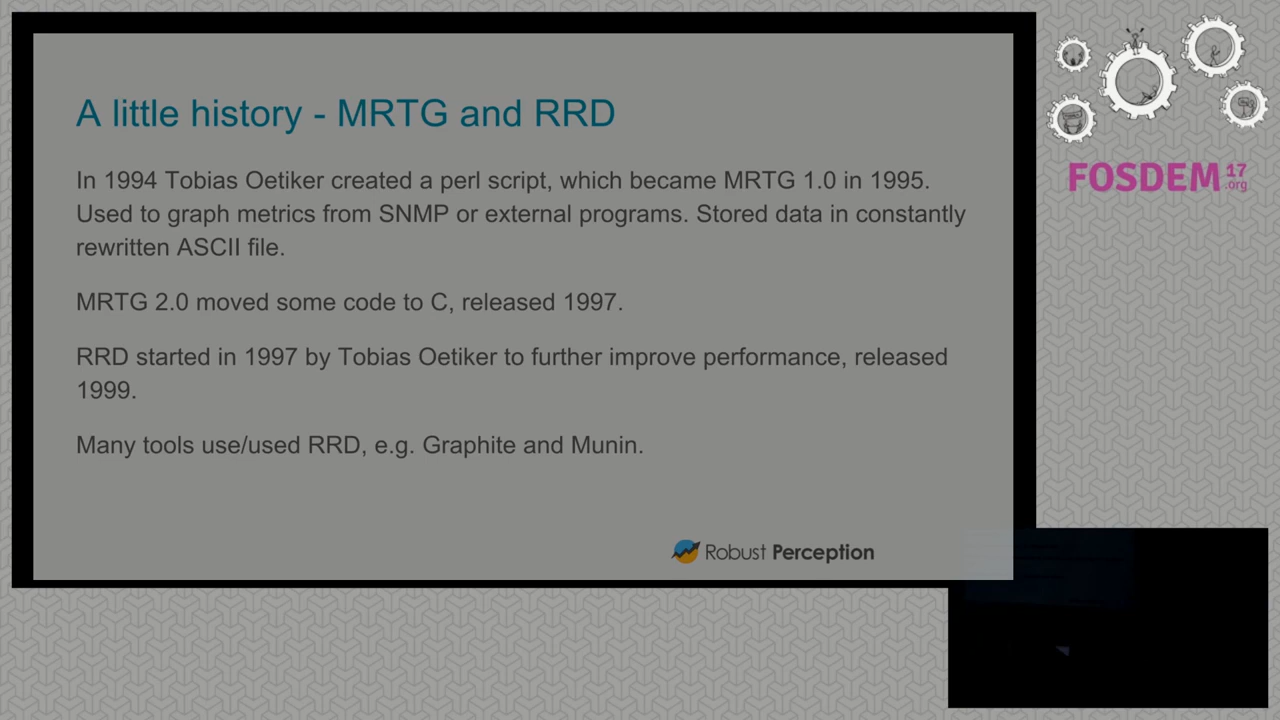 A little history - MRTG and RRD
In 1994 Tobias Oetiker created a perl script, which became MRTG 1.0 in 1995.
Used to graph metrics from SNMP or external programs. Stored data in constantly
rewritten ASCII file.
MRTG 2.0 moved some code to C, released 1997.
RRD started in 1997 by Tobias Oetiker to further improve performance, released
1999.
Many tools use/used RRD, e.g. Graphite and Munin.
Robust Perception
FOSDEM 17
.org